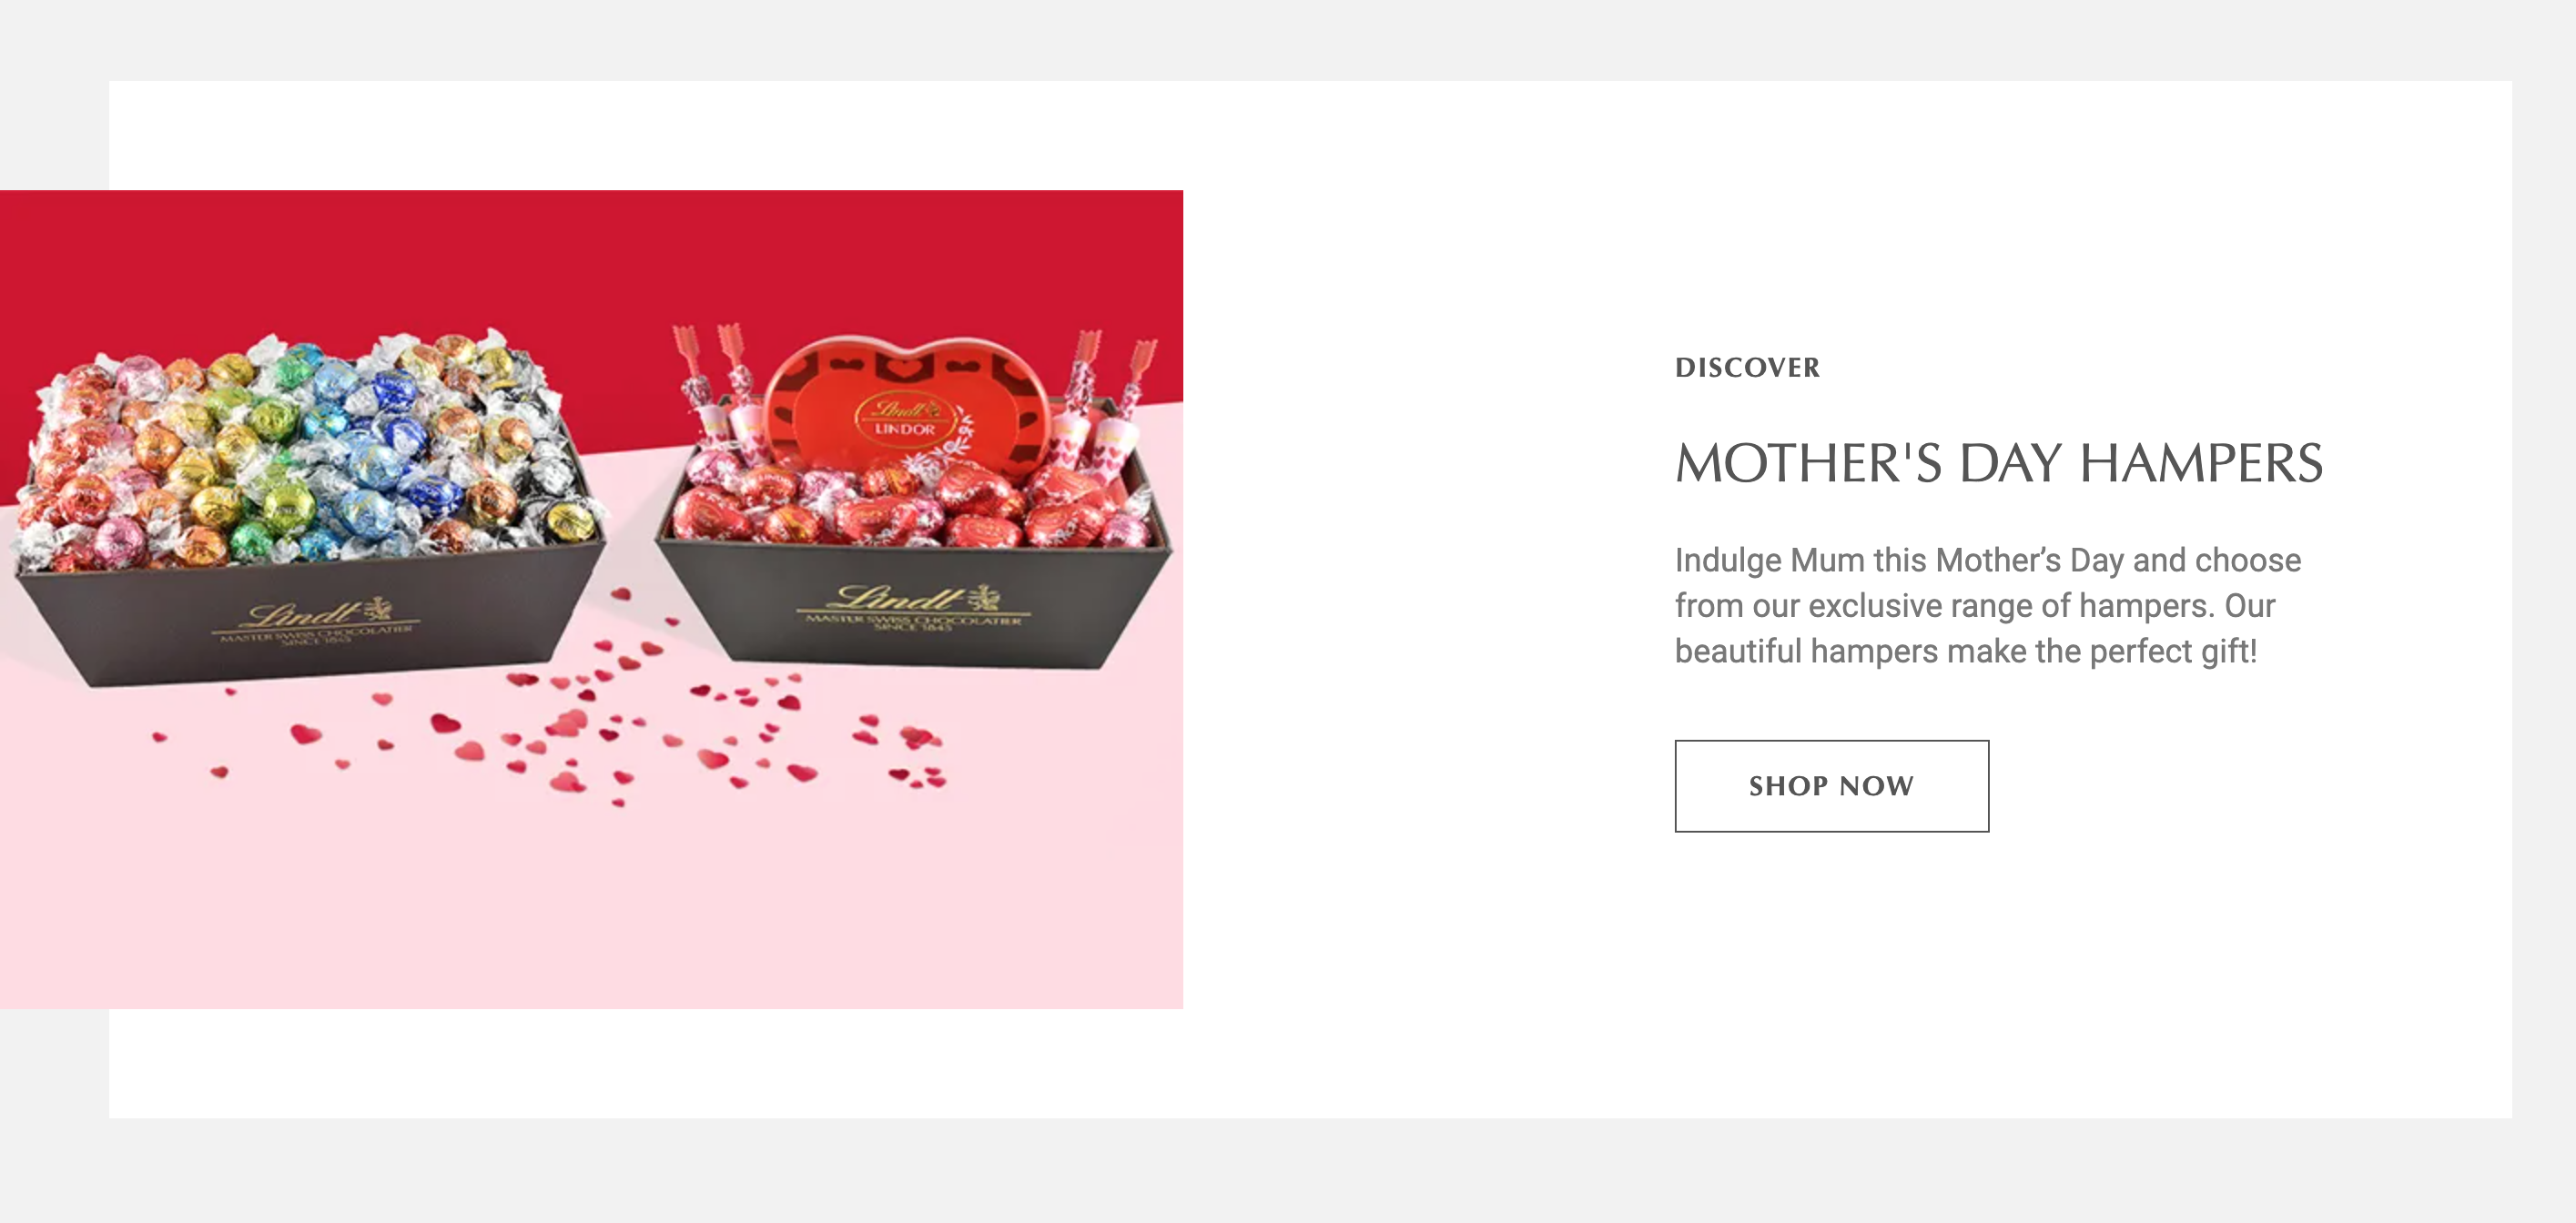 Lindt
LINDOR
Lindt
MASTER SWISS CHOCOLATIER
SINCE 1845
Lindt
MASTER SWISS CHOCOLATIER
SINCE 1845
DISCOVER
MOTHER'S DAY HAMPERS
Indulge Mum this Mother’s Day and choose
from our exclusive range of hampers. Our
beautiful hampers make the perfect gift!
SHOP NOW